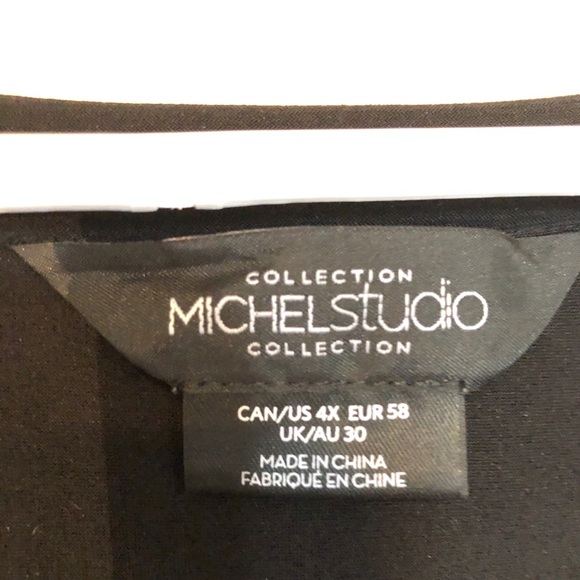 COLLECTION
MICHELstudio
COLLECTION
CAN/US 4X EUR 58
UK/AU 30
MADE IN CHINA
FABRIQUÉ EN CHINE